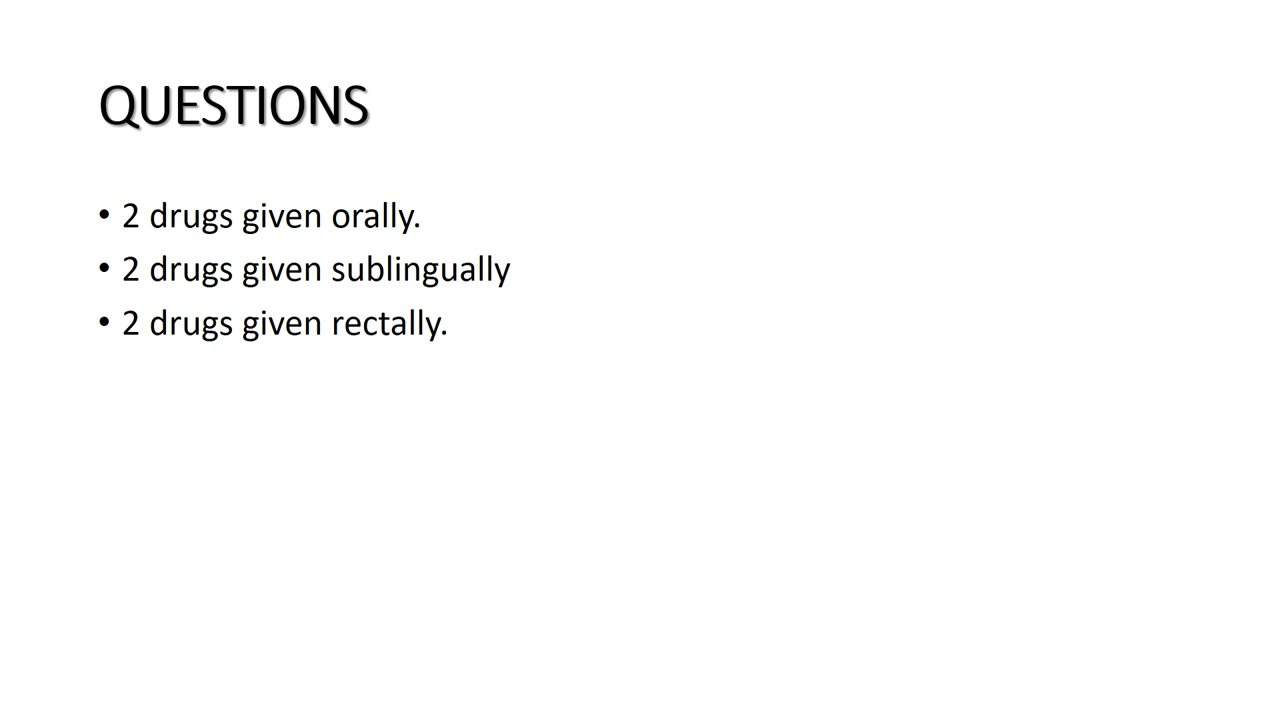 QUESTIONS
• 2 drugs given orally.
• 2 drugs given sublingually
• 2 drugs given rectally.